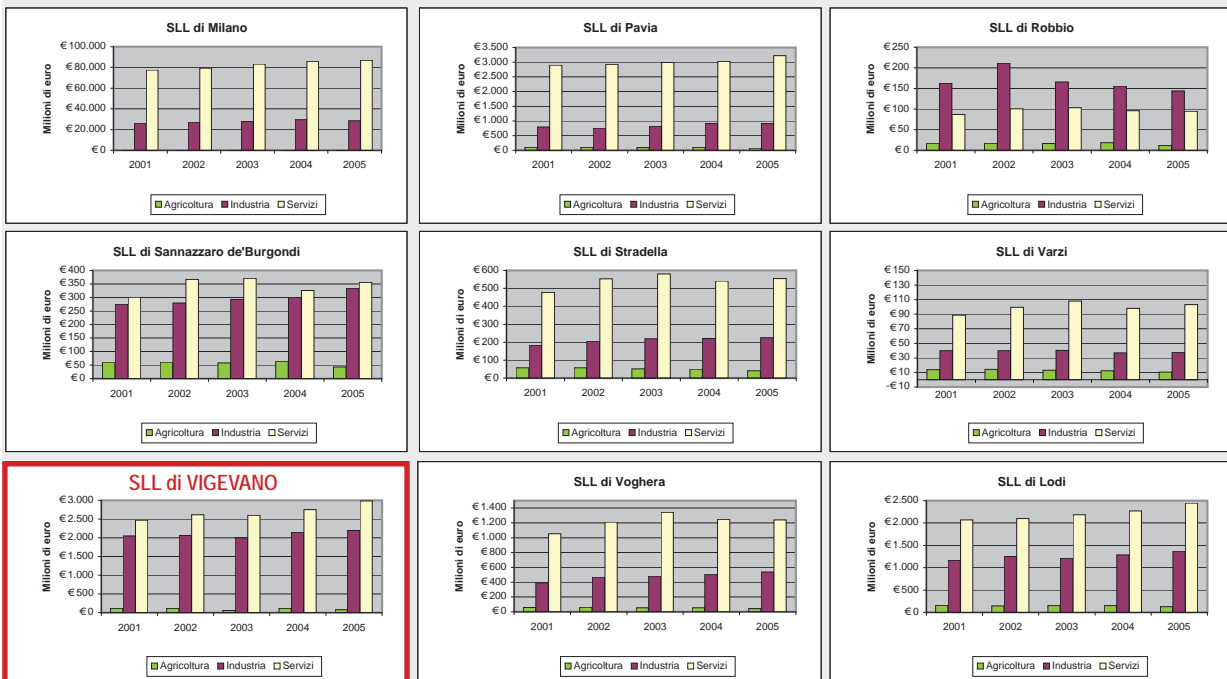 SLL di Milano
Milioni di euro
€100.000
€80.000
€60.000
€40.000
€20.000
€0
2001 2002 2003 2004 2005
Agricoltura Industria Servizi
SLL di Pavia
Milioni di euro
€3.500
€3.000
€2.500
€2.000
€1.500
€1.000
€500
€0
2001 2002 2003 2004 2005
Agricoltura Industria Servizi
SLL di Robbio
Milioni di euro
€250
€200
€150
€100
€50
€0
2001 2002 2003 2004 2005
Agricoltura Industria Servizi
SLL di Sannazzaro de'Burgondi
Milioni di euro
€400
€350
€300
€250
€200
€150
€100
€50
€0
2001 2002 2003 2004 2005
Agricoltura Industria Servizi
SLL di Stradella
Milioni di euro
€600
€500
€400
€300
€200
€100
€0
2001 2002 2003 2004 2005
Agricoltura Industria Servizi
SLL di Varzi
Milioni di euro
€150
€130
€110
€90
€70
€50
€30
€10
-€10
2001 2002 2003 2004 2005
Agricoltura Industria Servizi
SLL di VIGEVANO
Milioni di euro
€3.000
€2.500
€2.000
€1.500
€1.000
€500
€0
2001 2002 2003 2004 2005
Agricoltura Industria Servizi
SLL di Voghera
Milioni di euro
€1.400
€1.200
€1.000
€800
€600
€400
€200
€0
2001 2002 2003 2004 2005
Agricoltura Industria Servizi
SLL di Lodi
Milioni di euro
€2.500
€2.000
€1.500
€1.000
€500
€0
2001 2002 2003 2004 2005
Agricoltura Industria Servizi